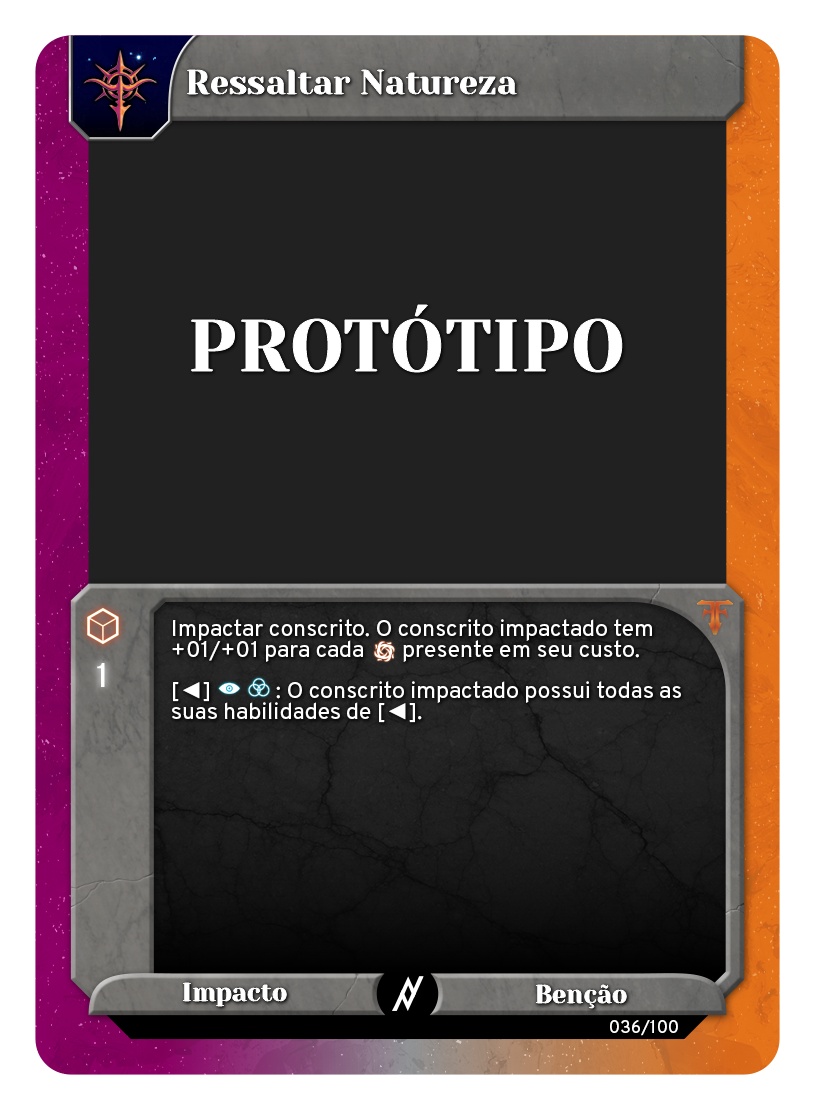 Ressaltar Natureza
PROTÓTIPO
1
Impactar conscrito. O conscrito impactado tem
+01/+01 para cada presente em seu custo.
[◄] : O conscrito impactado possui todas as
suas habilidades de [◄].
Impacto
Benção
036/100